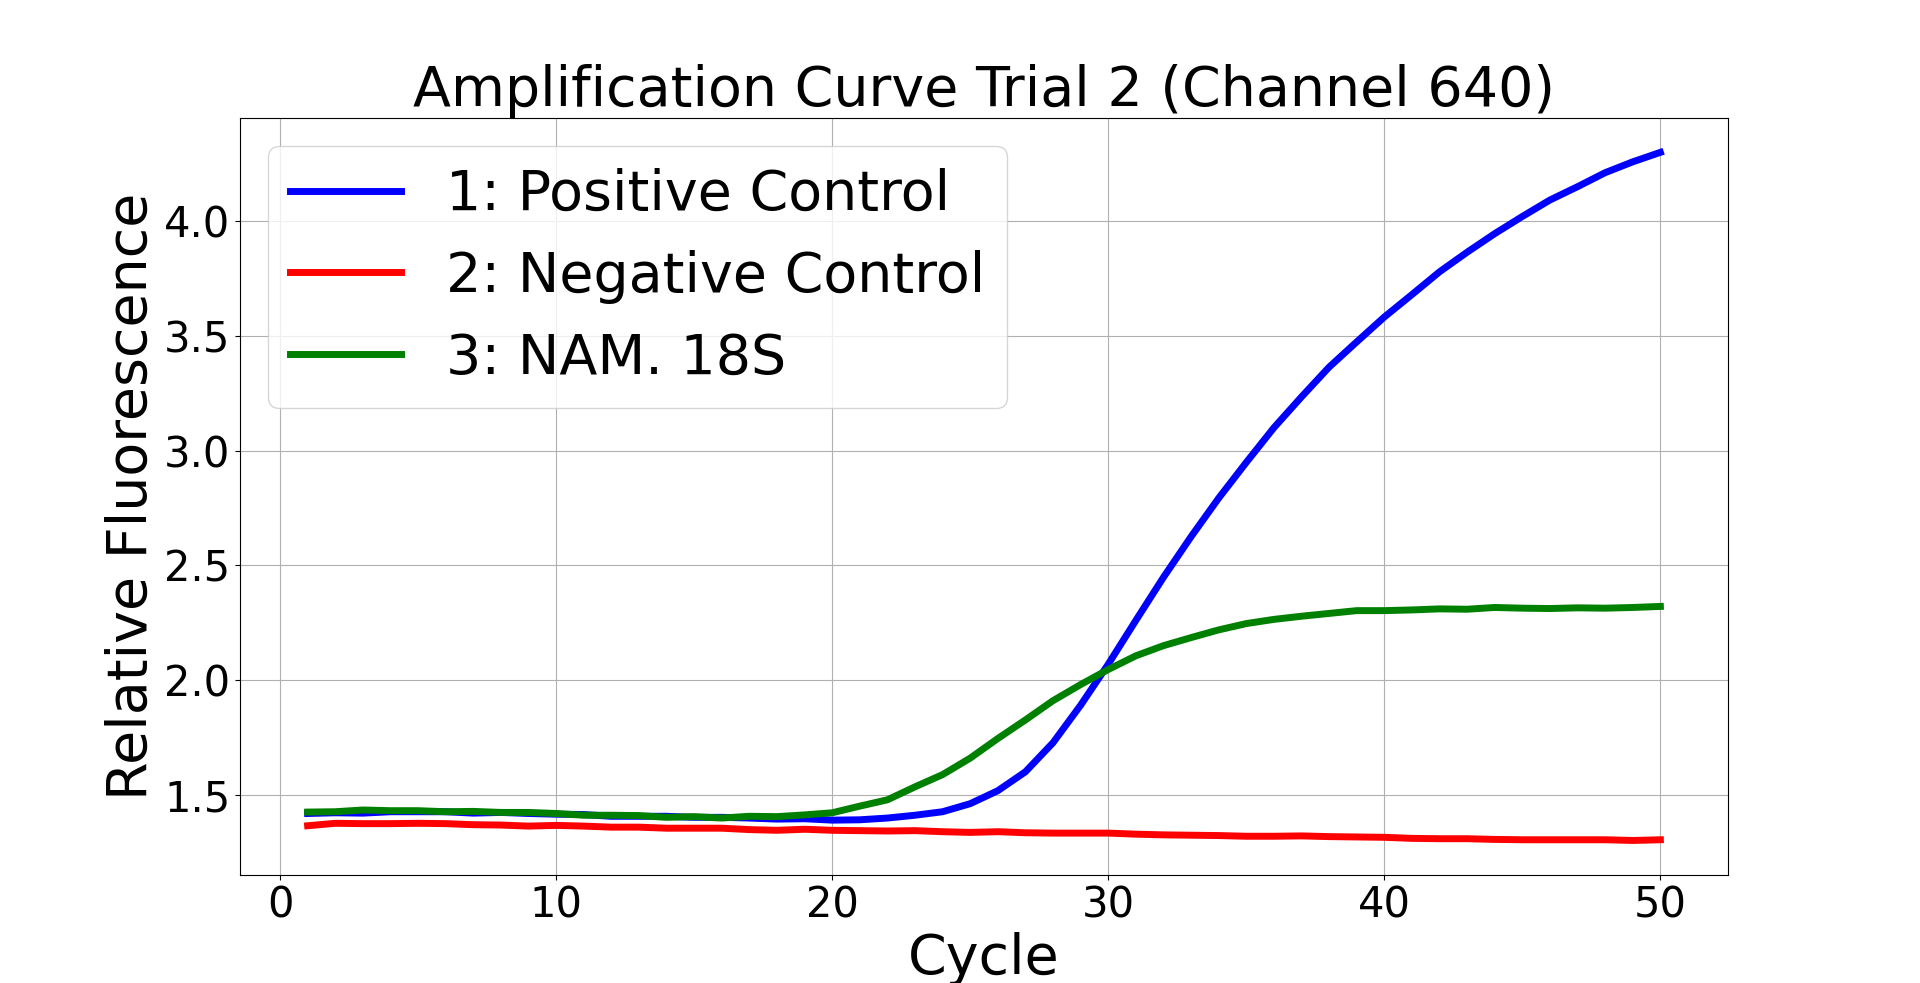 Amplification Curve Trial 2 (Channel 640)
1: Positive Control
2: Negative Control
3: NAM. 18S
Relative Fluorescence
4.0
3.5
3.0
2.5
2.0
1.5
0 10 20 30 40 50
Cycle